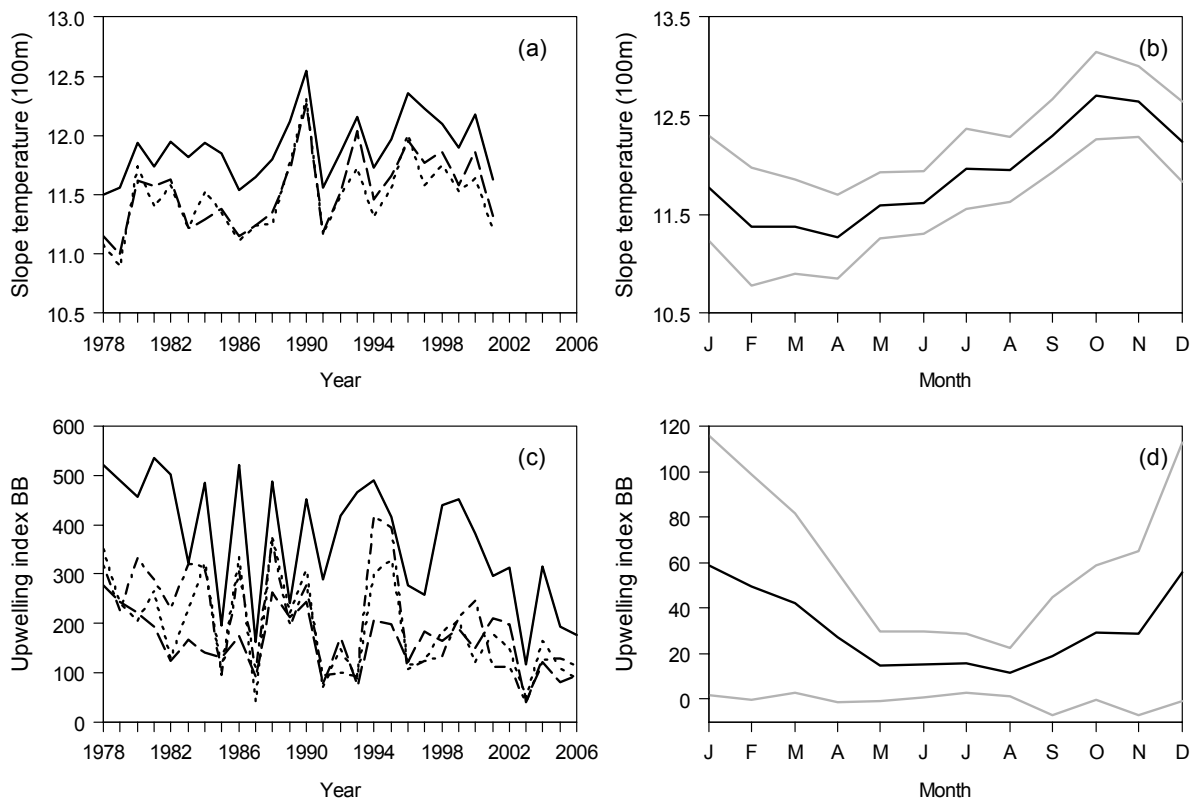 Slope temperature (100m)
13.0
12.5
12.0
11.5
11.0
10.5
(a)
1978 1982 1986 1990 1994 1998 2002 2006
Year
Slope temperature (100m)
13.5
12.5
11.5
10.5
(b)
J F M A M J J A S O N D
Month
Upwelling index BB
600
500
400
300
200
100
0
(c)
1978 1982 1986 1990 1994 1998 2002 2006
Year
Upwelling index BB
120
100
80
60
40
20
0
(d)
J F M A M J J A S O N D
Month